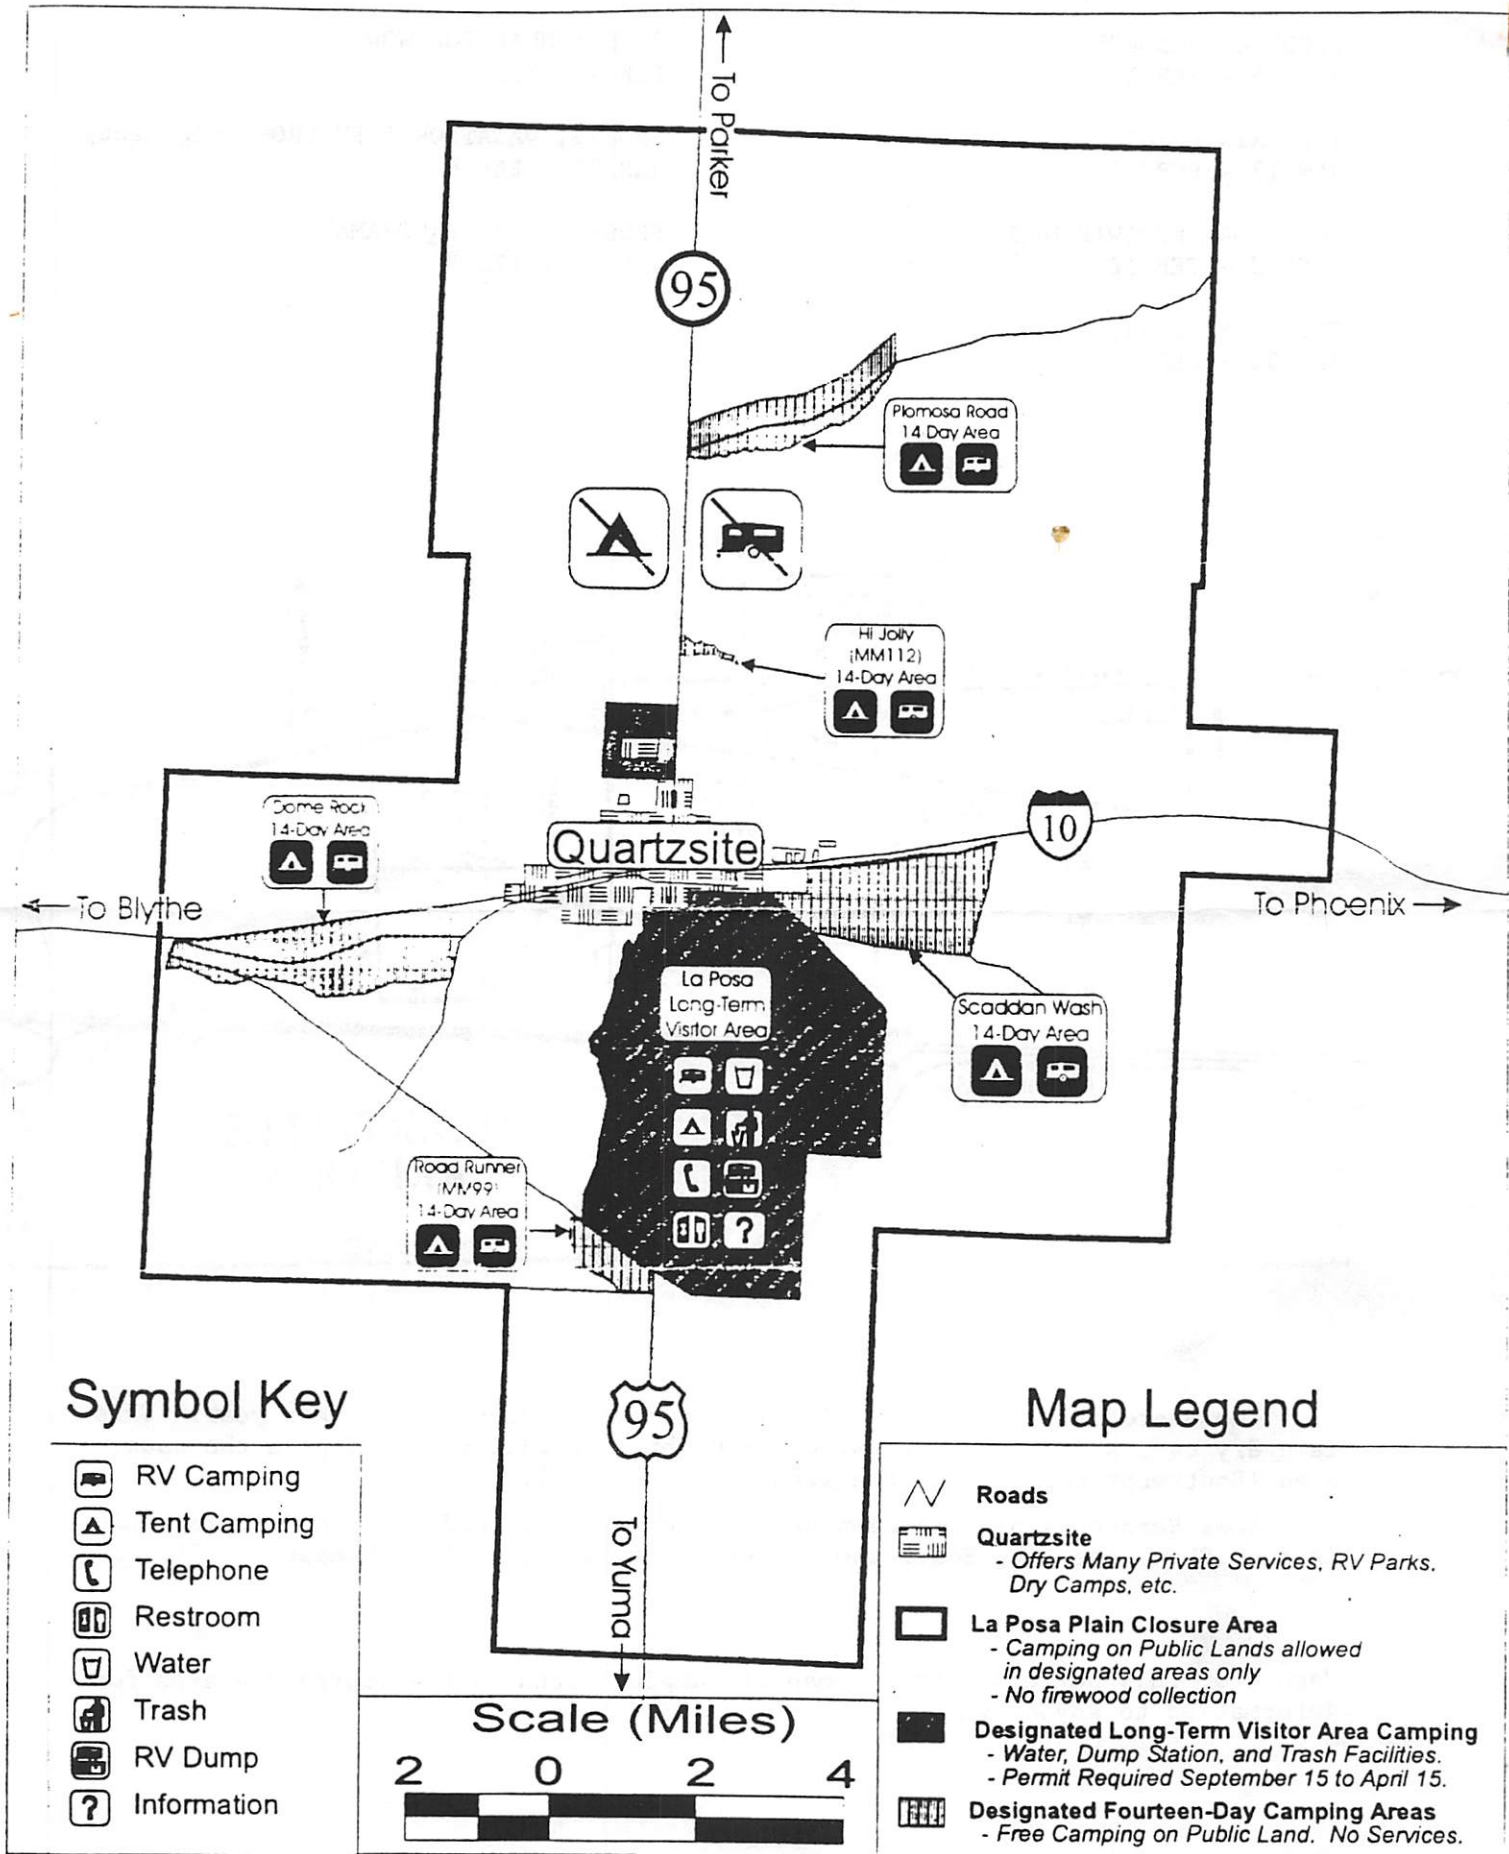 To Parker
95
Plomosa Road
14 Day Area
Hi Jolly
(MM112)
14-Day Area
Dome Rock
14-Day Area
Quartzsite
10
To Blythe
To Phoenix
La Posa
Long-Term
Visitor Area
Scaddan Wash
14-Day Area
Road Runner
(MM99)
14-Day Area
?
95
To Yuma
Symbol Key
RV Camping
Tent Camping
Telephone
Restroom
Water
Trash
RV Dump
? Information
Scale (Miles)
2 0 2 4
Map Legend
Roads
Quartzsite
- Offers Many Private Services, RV Parks,
Dry Camps, etc.
La Posa Plain Closure Area
- Camping on Public Lands allowed
in designated areas only
- No firewood collection
Designated Long-Term Visitor Area Camping
- Water, Dump Station, and Trash Facilities.
- Permit Required September 15 to April 15.
Designated Fourteen-Day Camping Areas
- Free Camping on Public Land. No Services.